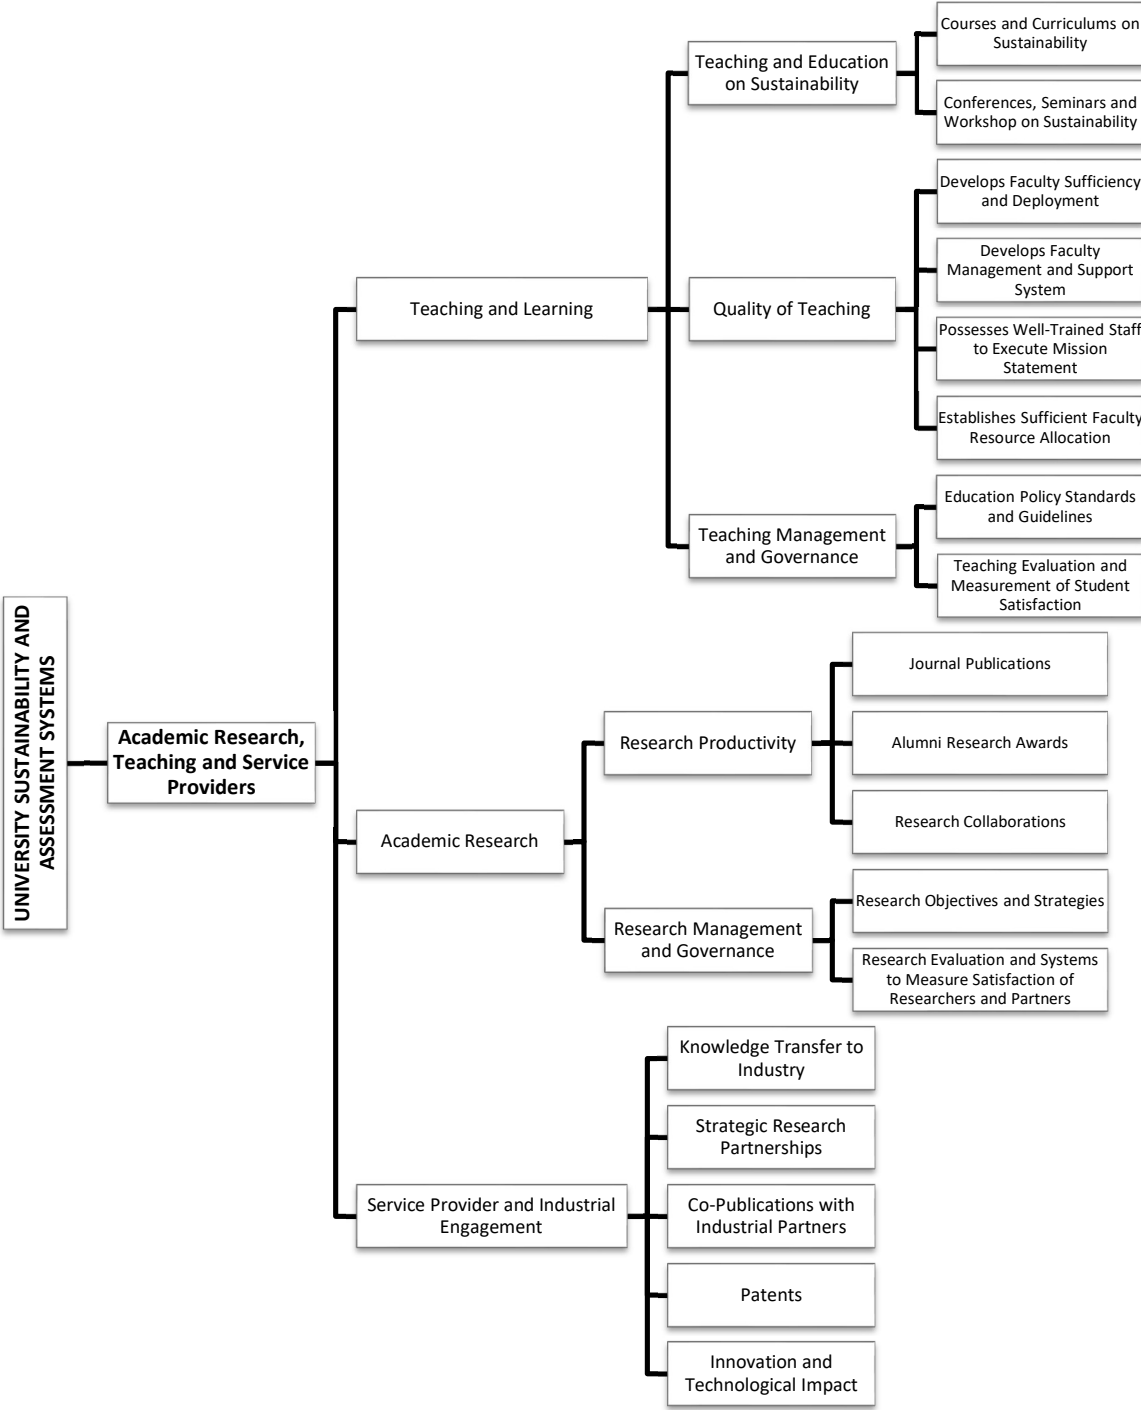 UNIVERSITY SUSTAINABILITY AND
ASSESSMENT SYSTEMS
Academic Research,
Teaching and Service
Providers
Teaching and Learning
Teaching and Education
on Sustainability
Courses and Curriculums on
Sustainability
Conferences, Seminars and
Workshop on Sustainability
Quality of Teaching
Develops Faculty Sufficiency
and Deployment
Develops Faculty
Management and Support
System
Possesses Well-Trained Staff
to Execute Mission
Statement
Establishes Sufficient Faculty
Resource Allocation
Teaching Management
and Governance
Education Policy Standards
and Guidelines
Teaching Evaluation and
Measurement of Student
Satisfaction
Academic Research
Research Productivity
Journal Publications
Alumni Research Awards
Research Collaborations
Research Management
and Governance
Research Objectives and Strategies
Research Evaluation and Systems
to Measure Satisfaction of
Researchers and Partners
Service Provider and Industrial
Engagement
Knowledge Transfer to
Industry
Strategic Research
Partnerships
Co-Publications with
Industrial Partners
Patents
Innovation and
Technological Impact